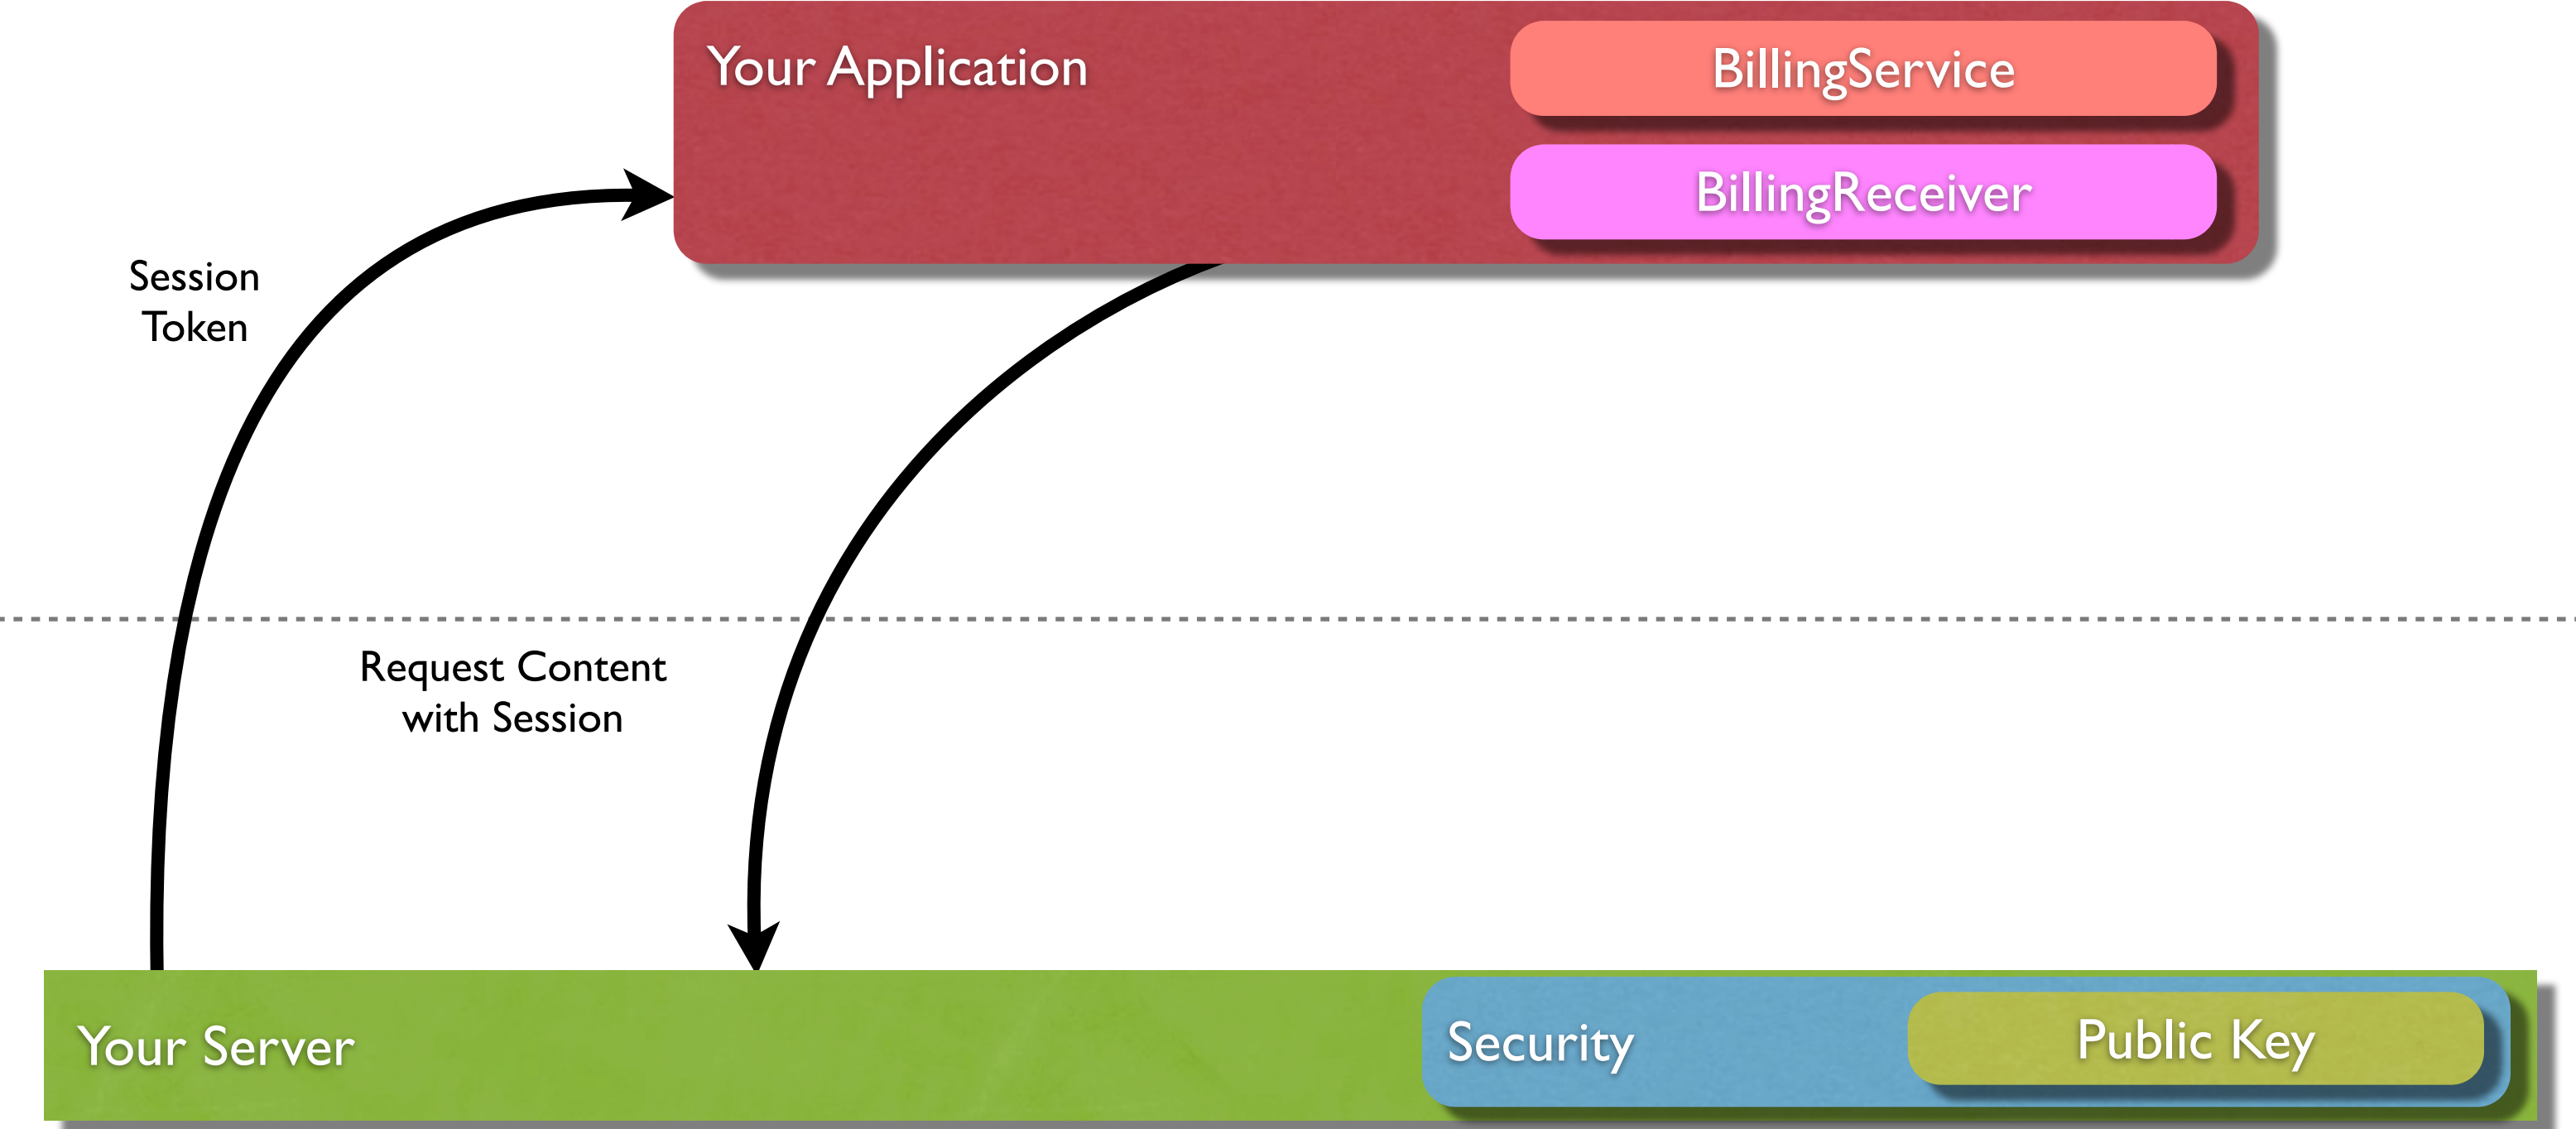 Your Application
BillingService
BillingReceiver
Session
Token
Request Content
with Session
Your Server
Security
Public Key